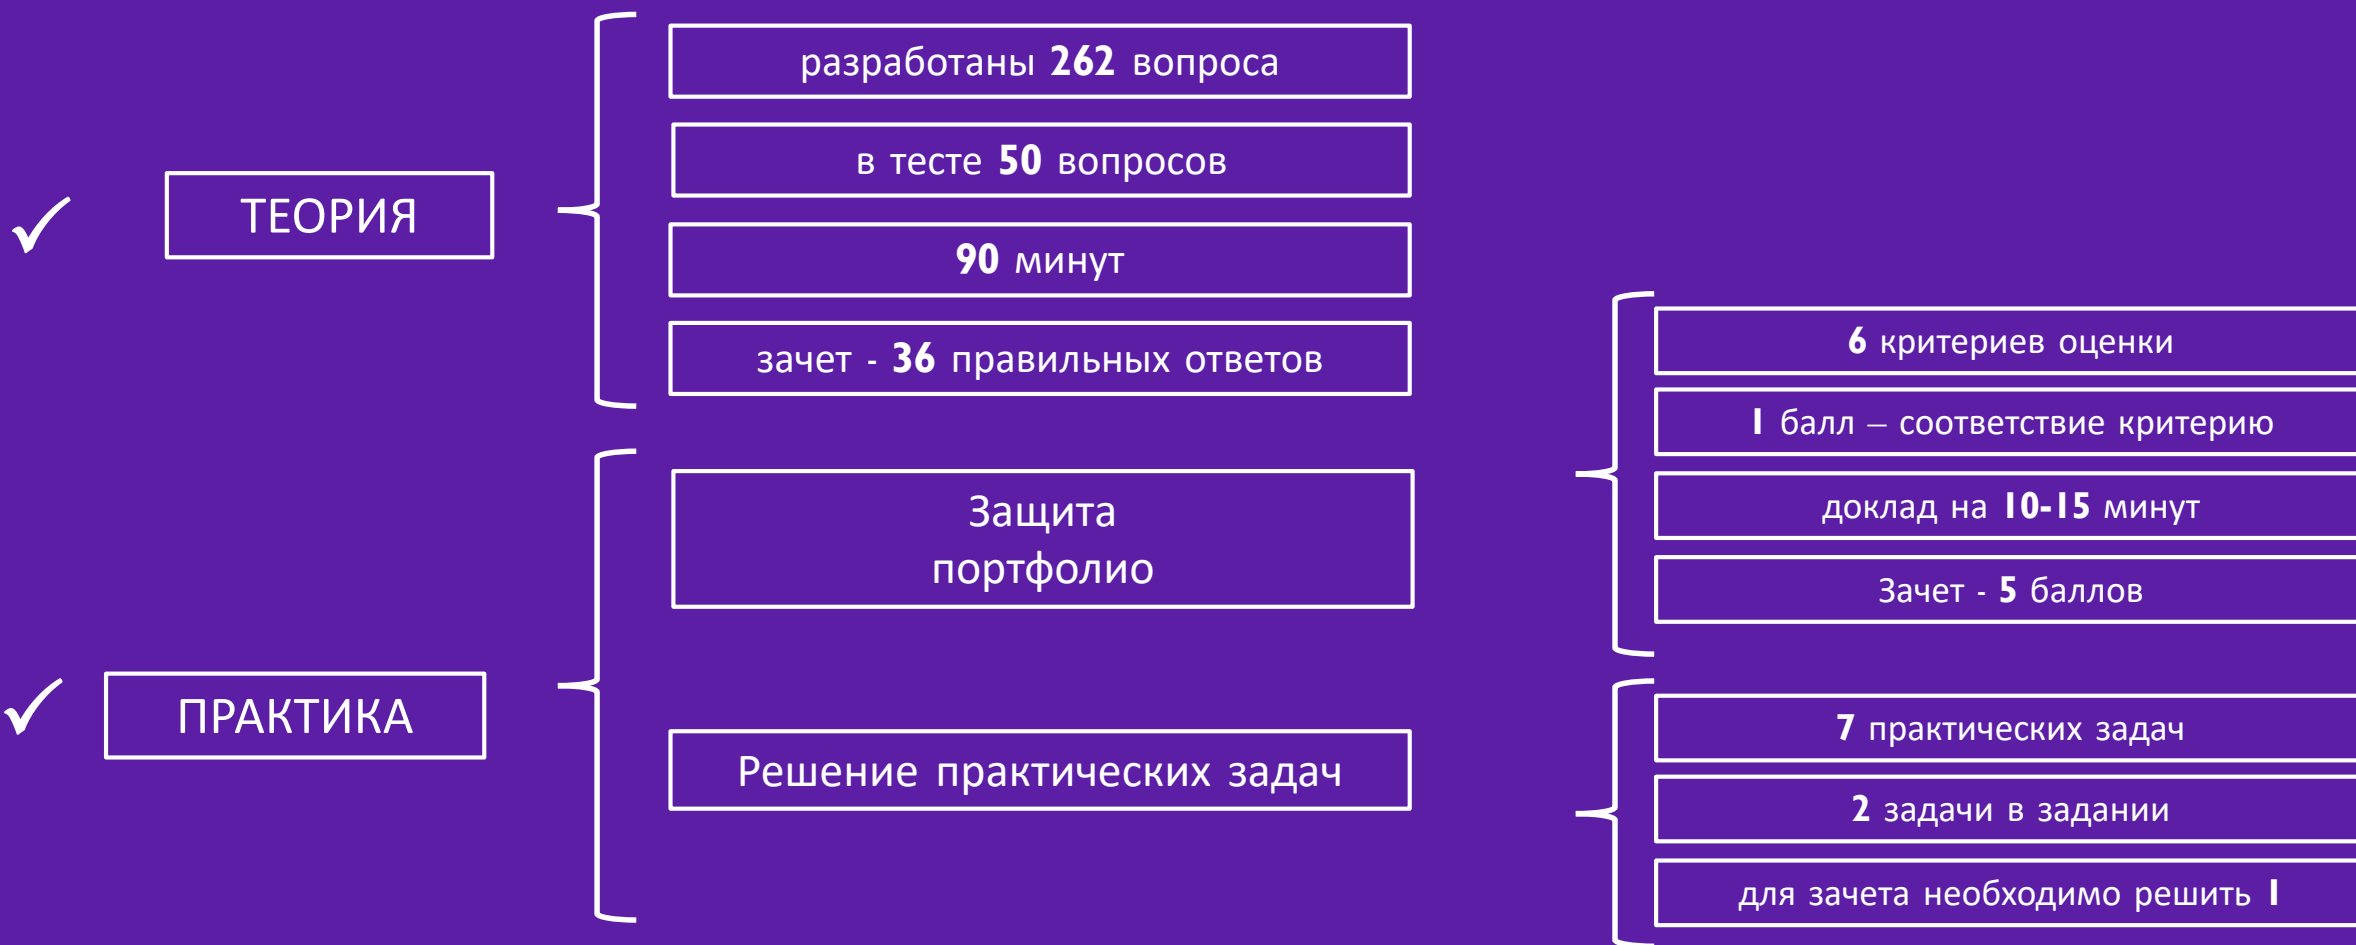 ТЕОРИЯ
разработаны 262 вопроса
в тесте 50 вопросов
90 минут
зачет - 36 правильных ответов
ПРАКТИКА
Защита
портфолио
6 критериев оценки
1 балл – соответствие критерию
доклад на 10-15 минут
Зачет - 5 баллов
Решение практических задач
7 практических задач
2 задачи в задании
для зачета необходимо решить 1